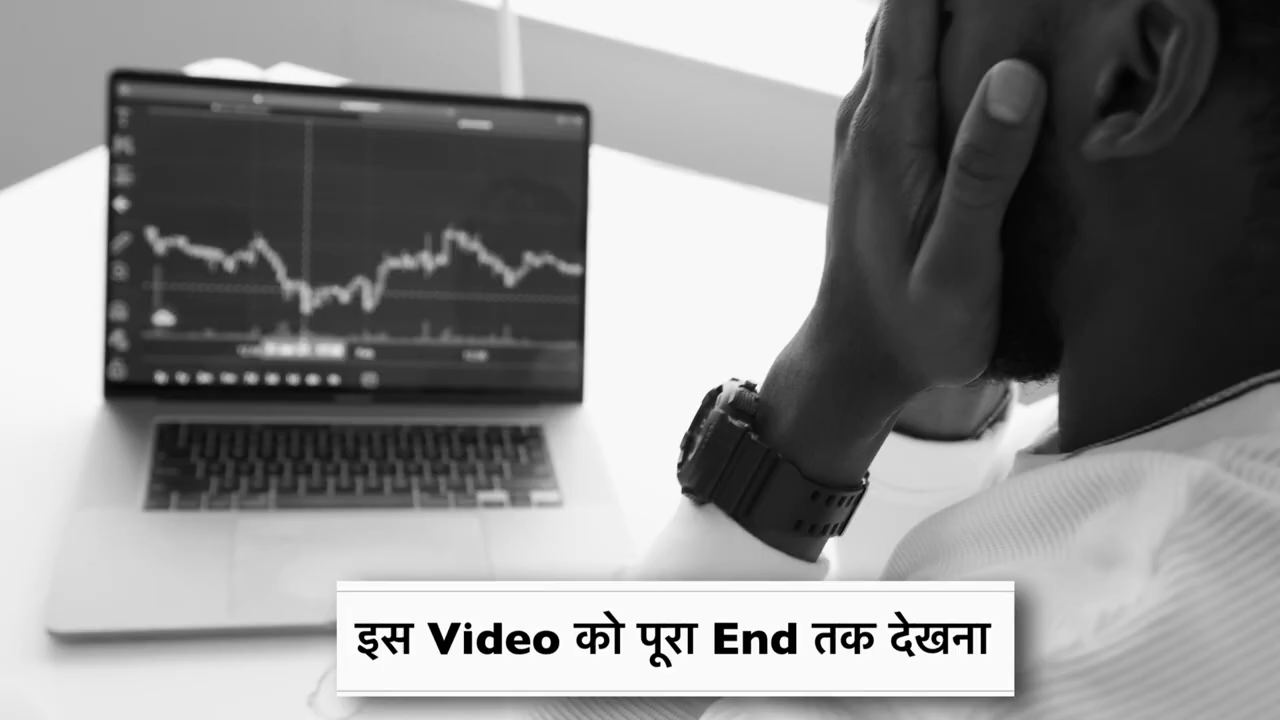 इस Video को पूरा End तक देखना